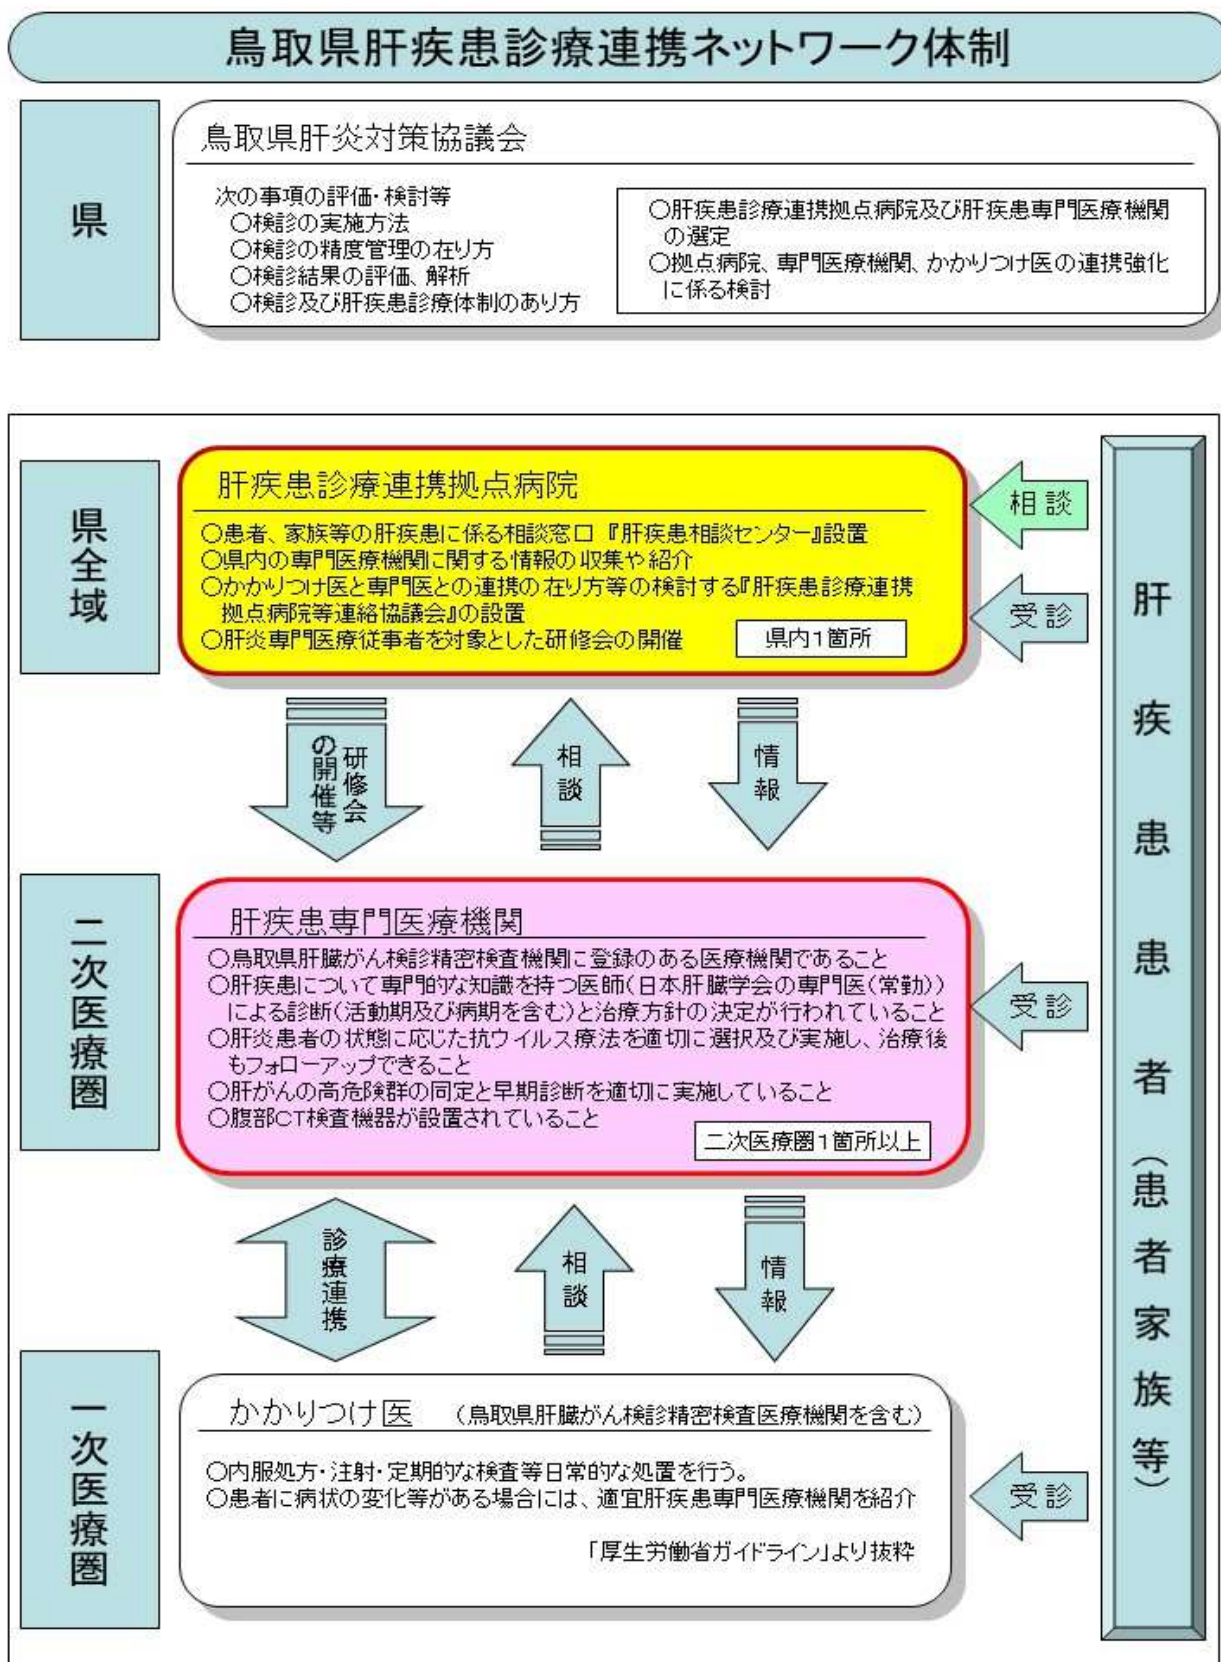 鳥取県肝疾患診療連携ネットワーク体制
県
鳥取県肝炎対策協議会
次の事項の評価・検討等
○検診の実施方法
○検診の精度管理の在り方
○検診結果の評価、解析
○検診及び肝疾患診療体制のあり方
○肝疾患診療連携拠点病院及び肝疾患専門医療機関
の選定
○拠点病院、専門医療機関、かかりつけ医の連携強化
に係る検討
県全域
肝疾患診療連携拠点病院
○患者、家族等の肝疾患に係る相談窓口『肝疾患相談センター』設置
○県内の専門医療機関に関する情報の収集や紹介
○かかりつけ医と専門医との連携の在り方等の検討する『肝疾患診療連携
拠点病院等連絡協議会』の設置
○肝炎専門医療従事者を対象とした研修会の開催
県内1箇所
相談
受診
肝疾患患者（患者家族等）
研修会
の開催等
相談
情報
二次医療圏
肝疾患専門医療機関
○鳥取県肝臓がん検診精密検査機関に登録のある医療機関であること
○肝疾患について専門的な知識を持つ医師（日本肝臓学会の専門医（常勤））
による診断（活動期及び病期を含む）と治療方針の決定が行われていること
○肝炎患者の状態に応じた抗ウイルス療法を適切に選択及び実施し、治療後
もフォローアップできること
○肝がんの高危険群の同定と早期診断を適切に実施していること
○腹部CT検査機器が設置されていること
二次医療圏1箇所以上
受診
診療連携
相談
情報
一次医療圏
かかりつけ医 （鳥取県肝臓がん検診精密検査医療機関を含む）
○内服処方・注射・定期的な検査等日常的な処置を行う。
○患者に病状の変化等がある場合には、適宜肝疾患専門医療機関を紹介
「厚生労働省ガイドライン」より抜粋
受診